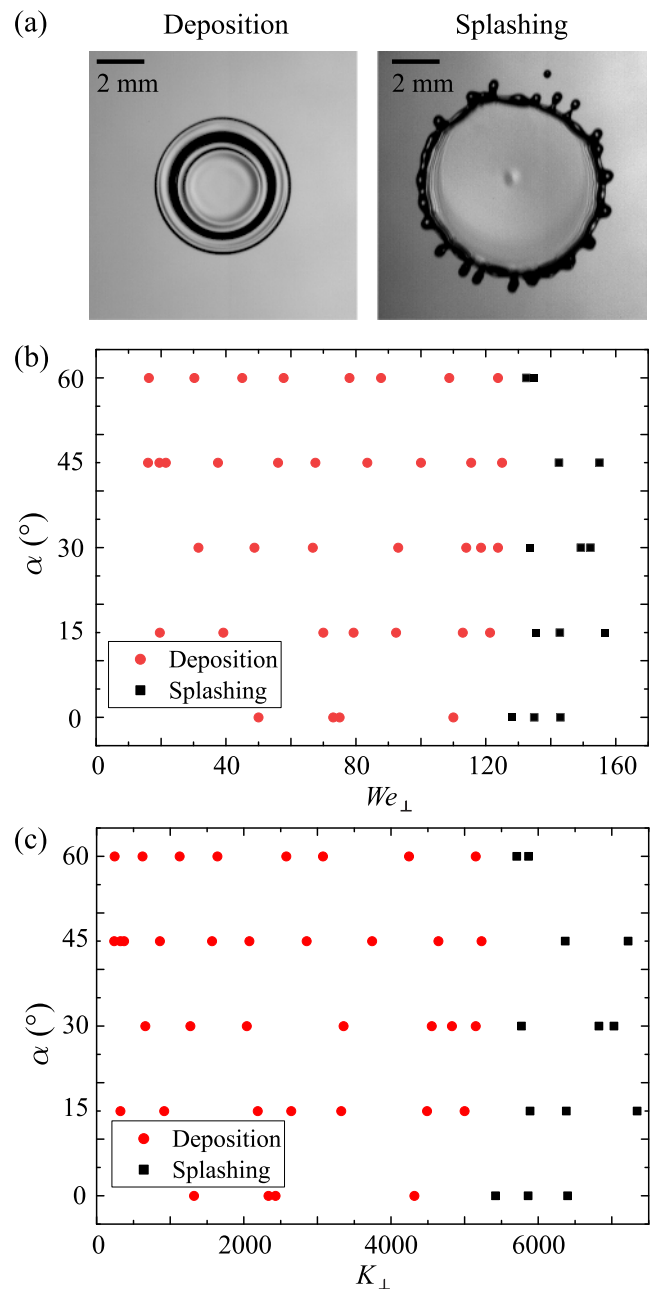 (a)
Deposition
Splashing
2 mm
2 mm
(b)
60
45
30
15
0
α (°)
Deposition
Splashing
0
40
80
120
160
We⊥
(c)
60
45
30
15
0
α (°)
Deposition
Splashing
0
2000
4000
6000
K⊥